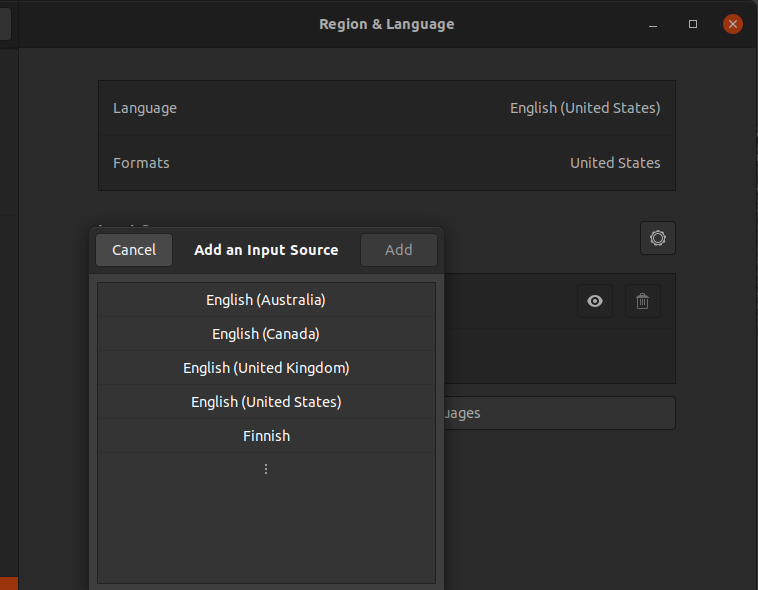 Region & Language
Language English (United States)
Formats United States
Cancel Add an Input Source Add
English (Australia)
English (Canada)
English (United Kingdom)
English (United States)
Finnish